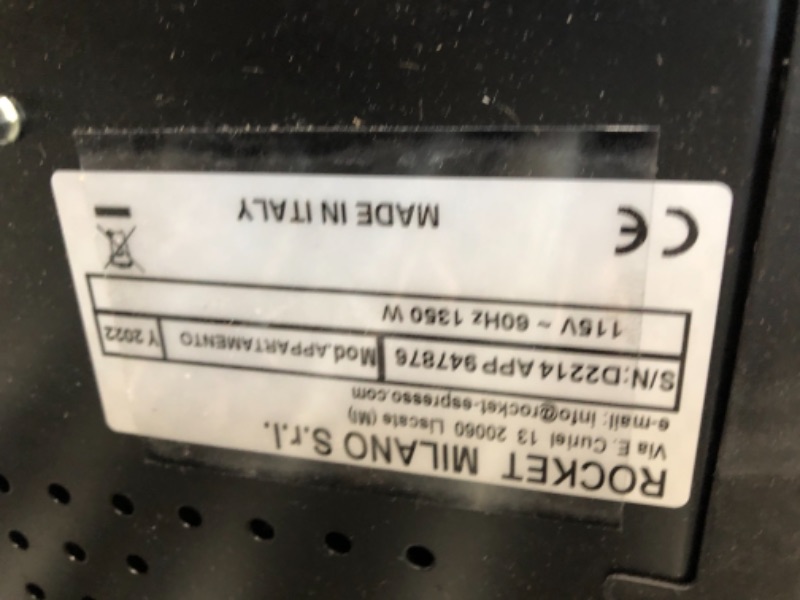 ROCKET MILANO S.r.l.
Via E. Curiel 13 20060 Liscate (MI)
e-mail: info@rocket-espresso.com
S/N:D2214 APP 947876 Mod.APPARTAMENTO Y 2022
115V ~ 60Hz 1350 W
CE MADE IN ITALY